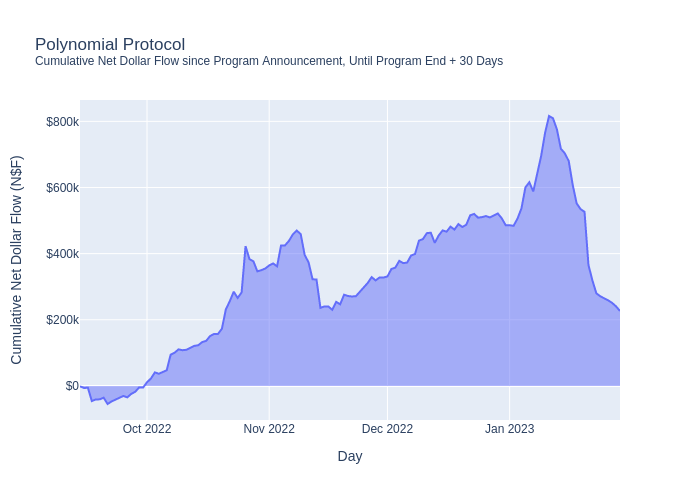 Polynomial Protocol
Cumulative Net Dollar Flow since Program Announcement, Until Program End + 30 Days
Cumulative Net Dollar Flow (N$F)
$800k
$600k
$400k
$200k
$0
Oct 2022
Nov 2022
Dec 2022
Jan 2023
Day